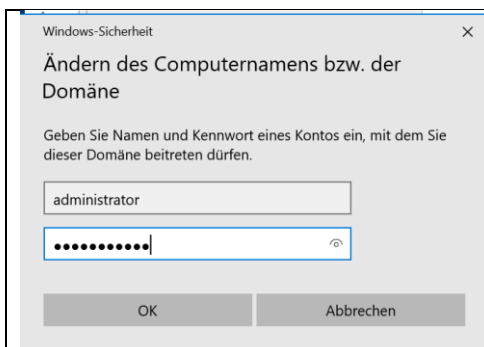 Windows-Sicherheit
Ändern des Computernamens bzw. der
Domäne
Geben Sie Namen und Kennwort eines Kontos ein, mit dem Sie
dieser Domäne beitreten dürfen.
administrator
•••••••••••
OK Abbrechen